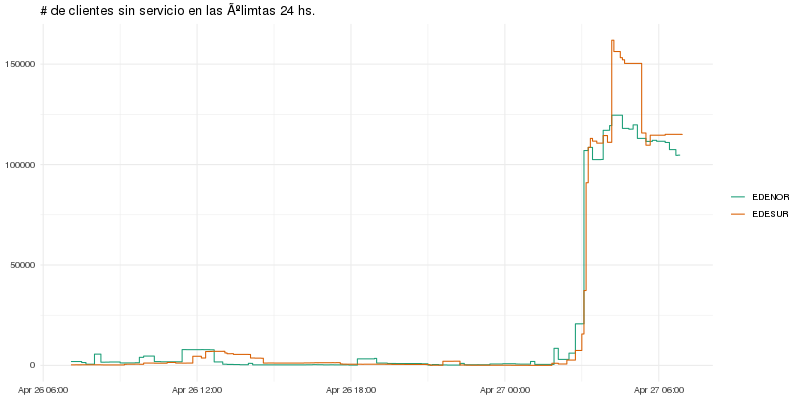 # de clientes sin servicio en las Ãºlimtas 24 hs.
150000
100000
50000
0
Apr 26 06:00
Apr 26 12:00
Apr 26 18:00
Apr 27 00:00
Apr 27 06:00
EDENOR
EDESUR